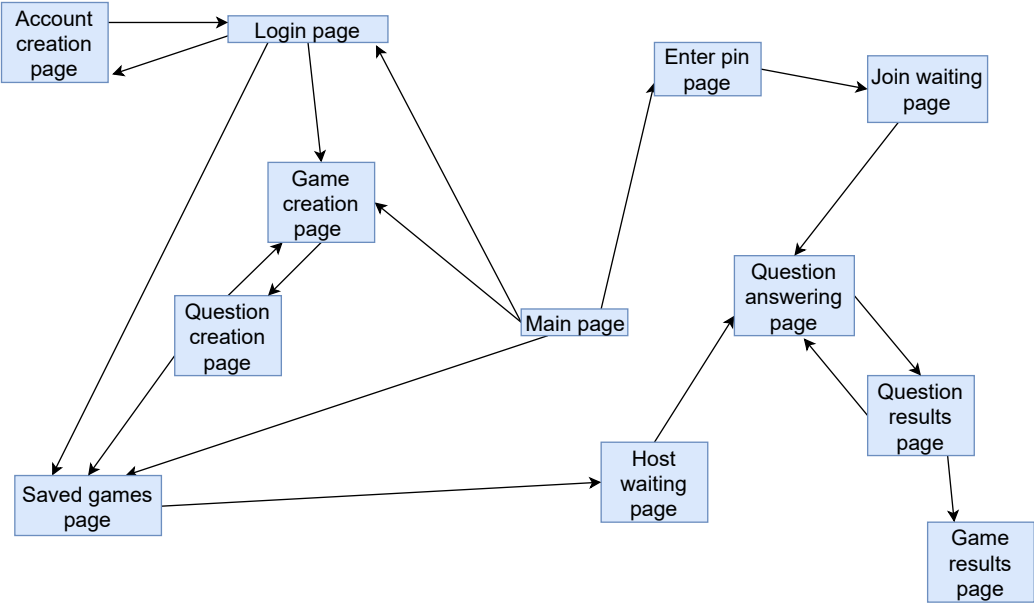 Account
creation
page
Login page
Enter pin
page
Join waiting
page
Game
creation
page
Question
answering
page
Question
creation
page
Main page
Question
results
page
Host
waiting
page
Saved games
page
Game
results
page